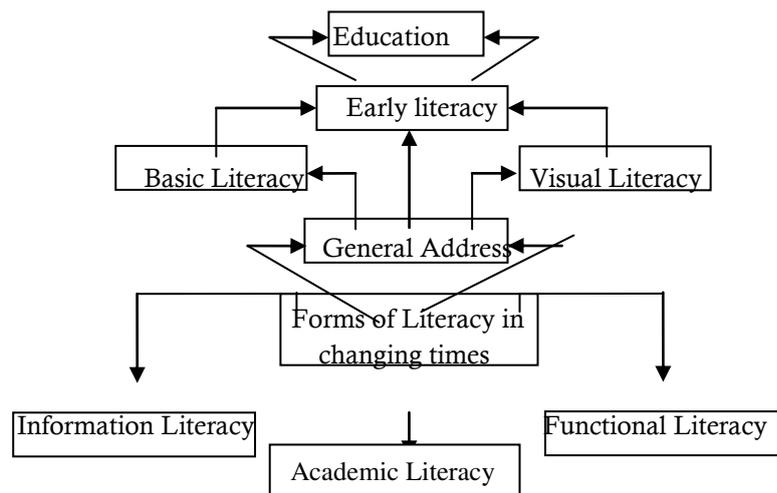 Education
Early literacy
Basic Literacy
Visual Literacy
General Address
Forms of Literacy in
changing times
Information Literacy
Functional Literacy
Academic Literacy